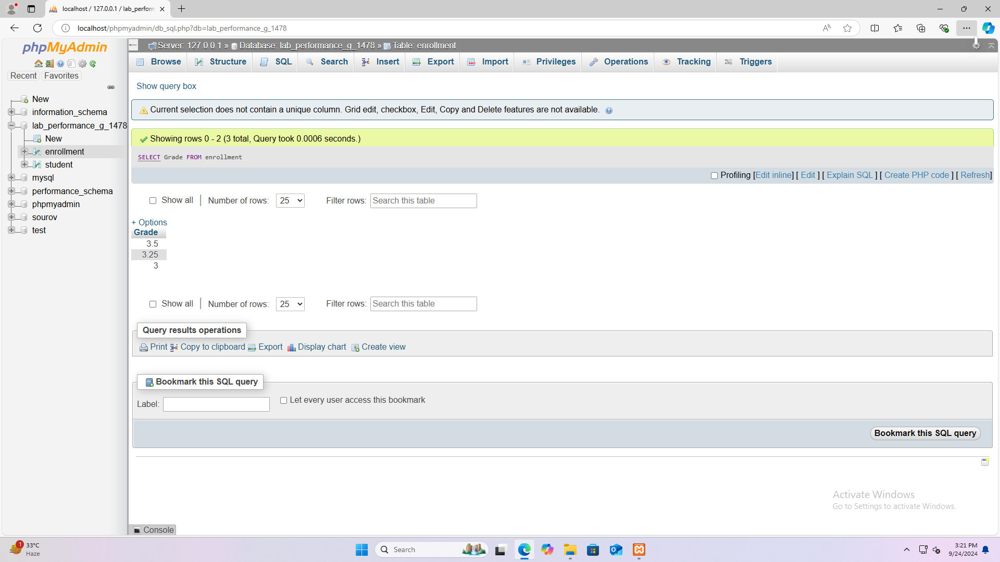 localhost / 127.0.0.1 / lab_perforn
localhost/phpmyadmin/db_sql.php?db=lab_performance_g_1478
phpMyAdmin
Server: 127.0.0.1 » Database: lab_performance_g_1478 » Table: enrollment
Browse Structure SQL Search Insert Export Import Privileges Operations Tracking Triggers
Recent Favorites
New
information_schema
lab_performance_g_1478
New
enrollment
student
mysql
performance_schema
phpmyadmin
sourov
test
Show query box
Current selection does not contain a unique column. Grid edit, checkbox, Edit, Copy and Delete features are not available.
Showing rows 0 - 2 (3 total, Query took 0.0006 seconds.)
SELECT Grade FROM enrollment
Profiling [Edit inline] [ Edit ] [ Explain SQL ] [ Create PHP code ] [ Refresh]
Show all Number of rows: 25 Filter rows: Search this table
+ Options
Grade
3.5
3.25
3
Show all Number of rows: 25 Filter rows: Search this table
Query results operations
Print Copy to clipboard Export Display chart Create view
Bookmark this SQL query
Label: Let every user access this bookmark
Bookmark this SQL query
Activate Windows
Go to Settings to activate Windows.
Console
1
33°C
Haze
Search
3:21 PM
9/24/2024